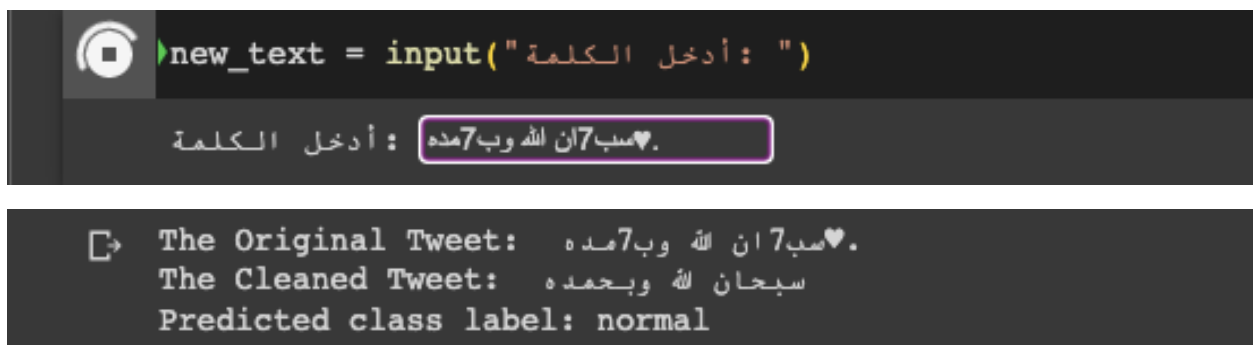 new_text = input("أدخل الكلمة: ")
أدخل الكلمة: سب7ان الله وب7مده♥.
The Original Tweet: سب7ان الله وب7مده♥.
The Cleaned Tweet: سبحان الله وبحمده
Predicted class label: normal